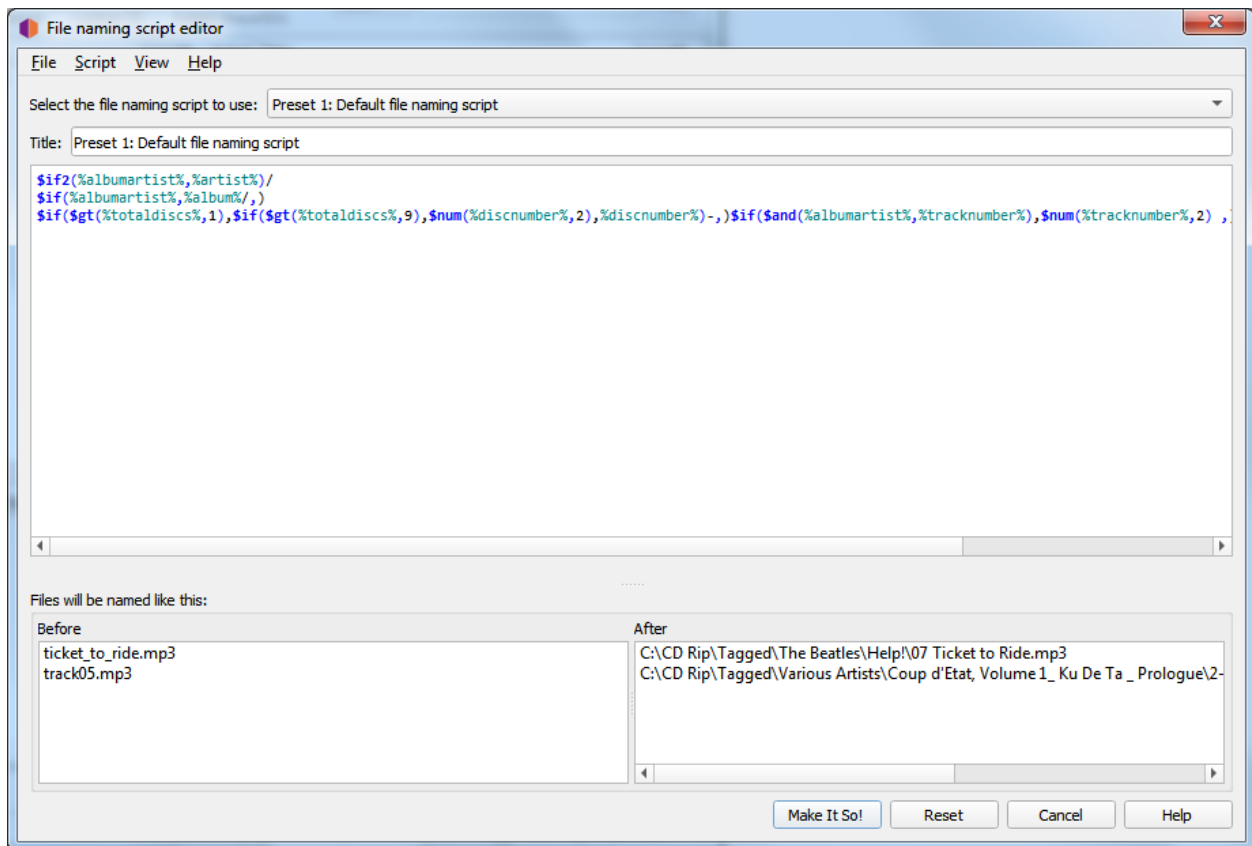 File naming script editor
File Script View Help
Select the file naming script to use: Preset 1: Default file naming script
Title: Preset 1: Default file naming script
$if2(%albumartist%,%artist%)/
$if(%albumartist%,%album%/,)
$if($gt(%totaldiscs%,1),$if($gt(%totaldiscs%,9),$num(%discnumber%,2),%discnumber%)-,)$if($and(%albumartist%,%tracknumber%),$num(%tracknumber%,2) ,)
Files will be named like this:
Before
After
ticket_to_ride.mp3
track05.mp3
C:\CD Rip\Tagged\The Beatles\Help!\07 Ticket to Ride.mp3
C:\CD Rip\Tagged\Various Artists\Coup d'Etat, Volume 1_ Ku De Ta _ Prologue\2-
Make It So! Reset Cancel Help